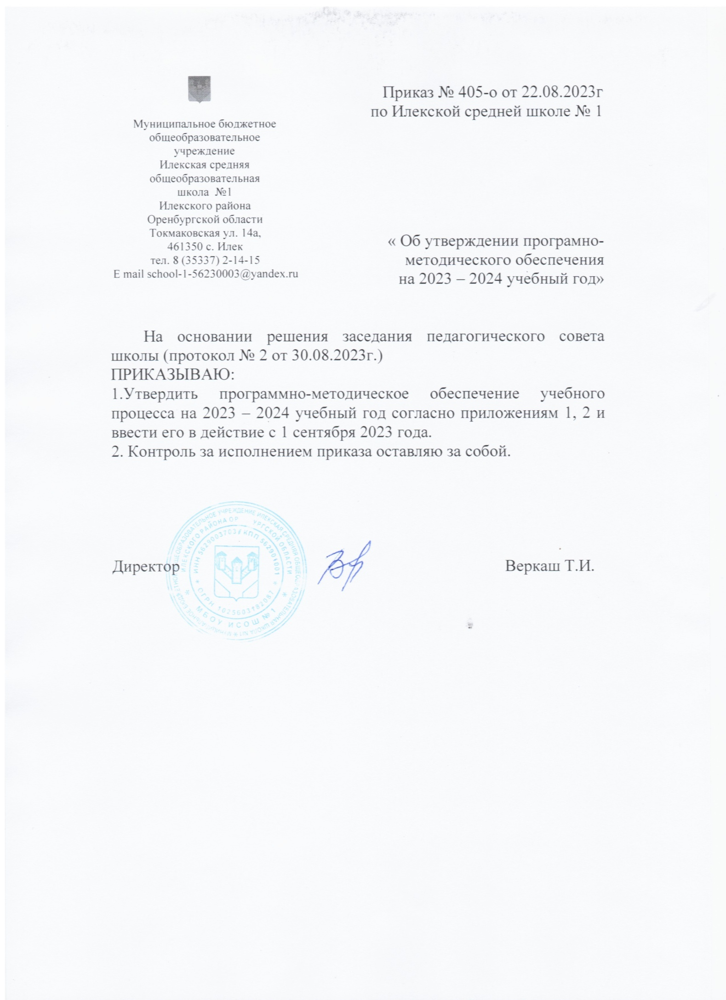 Муниципальное бюджетное
общеобразовательное
учреждение
Илекская средняя
общеобразовательная
школа №1
Илекского района
Оренбургской области
Токмаковская ул. 14а,
461350 с. Илек
тел. 8 (35337) 2-14-15
E mail school-1-56230003@yandex.ru
Приказ № 405-о от 22.08.2023г
по Илекской средней школе № 1
« Об утверждении програмно-
методического обеспечения
на 2023 – 2024 учебный год»
На основании решения заседания педагогического совета
школы (протокол № 2 от 30.08.2023г.)
ПРИКАЗЫВАЮ:
1.Утвердить программно-методическое обеспечение учебного
процесса на 2023 – 2024 учебный год согласно приложениям 1, 2 и
ввести его в действие с 1 сентября 2023 года.
2. Контроль за исполнением приказа оставляю за собой.
Директор
Веркаш Т.И.
ОБЩЕОБРАЗОВАТЕЛЬНОЕ УЧРЕЖДЕНИЕ ИЛЕКСКАЯ СРЕДНЯЯ ОБЩЕОБРАЗОВАТЕЛЬНАЯ ШКОЛА №1 * МУНИЦИПАЛЬНОЕ
ИЛЕКСКОГО РАЙОНА ОР УРГСКОЙ ОБЛАСТИ
КПП 562901001
* ОГРН 1025603182087 *
* МБОУ ИСОШ № 1 *